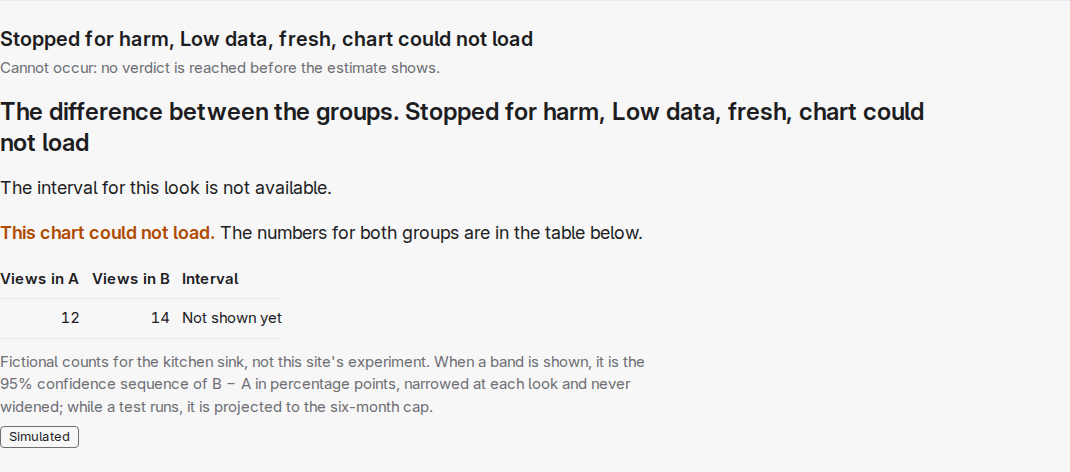 Stopped for harm, Low data, fresh, chart could not load
Cannot occur: no verdict is reached before the estimate shows.
The difference between the groups. Stopped for harm, Low data, fresh, chart could
not load
The interval for this look is not available.
This chart could not load. The numbers for both groups are in the table below.
Views in A Views in B Interval
12 14 Not shown yet
Fictional counts for the kitchen sink, not this site's experiment. When a band is shown, it is the
95% confidence sequence of B − A in percentage points, narrowed at each look and never
widened; while a test runs, it is projected to the six-month cap.
Simulated